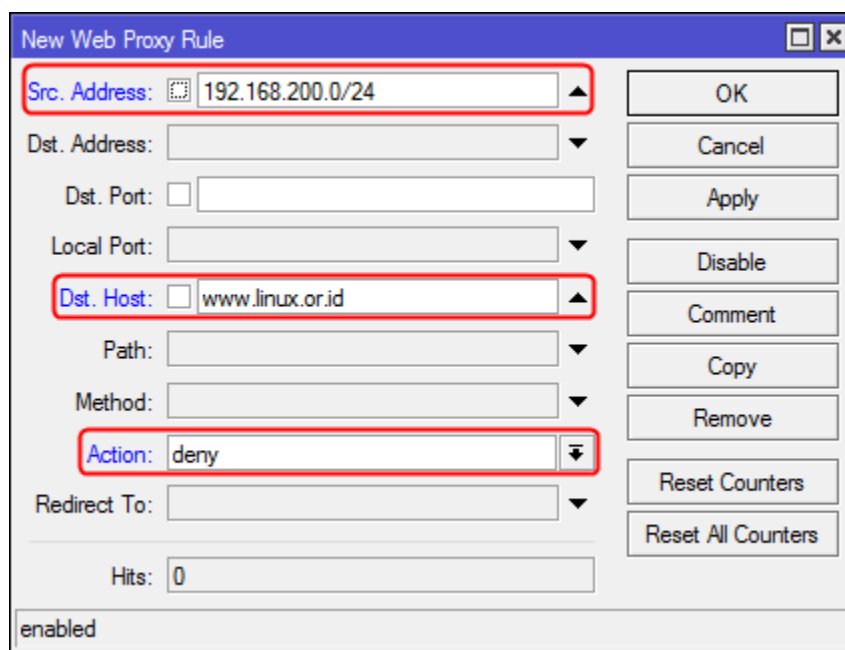 New Web Proxy Rule
Src. Address: 192.168.200.0/24
OK
Dst. Address:
Cancel
Dst. Port:
Apply
Local Port:
Disable
Dst. Host: www.linux.or.id
Comment
Path:
Copy
Method:
Remove
Action: deny
Reset Counters
Redirect To:
Reset All Counters
Hits: 0
enabled